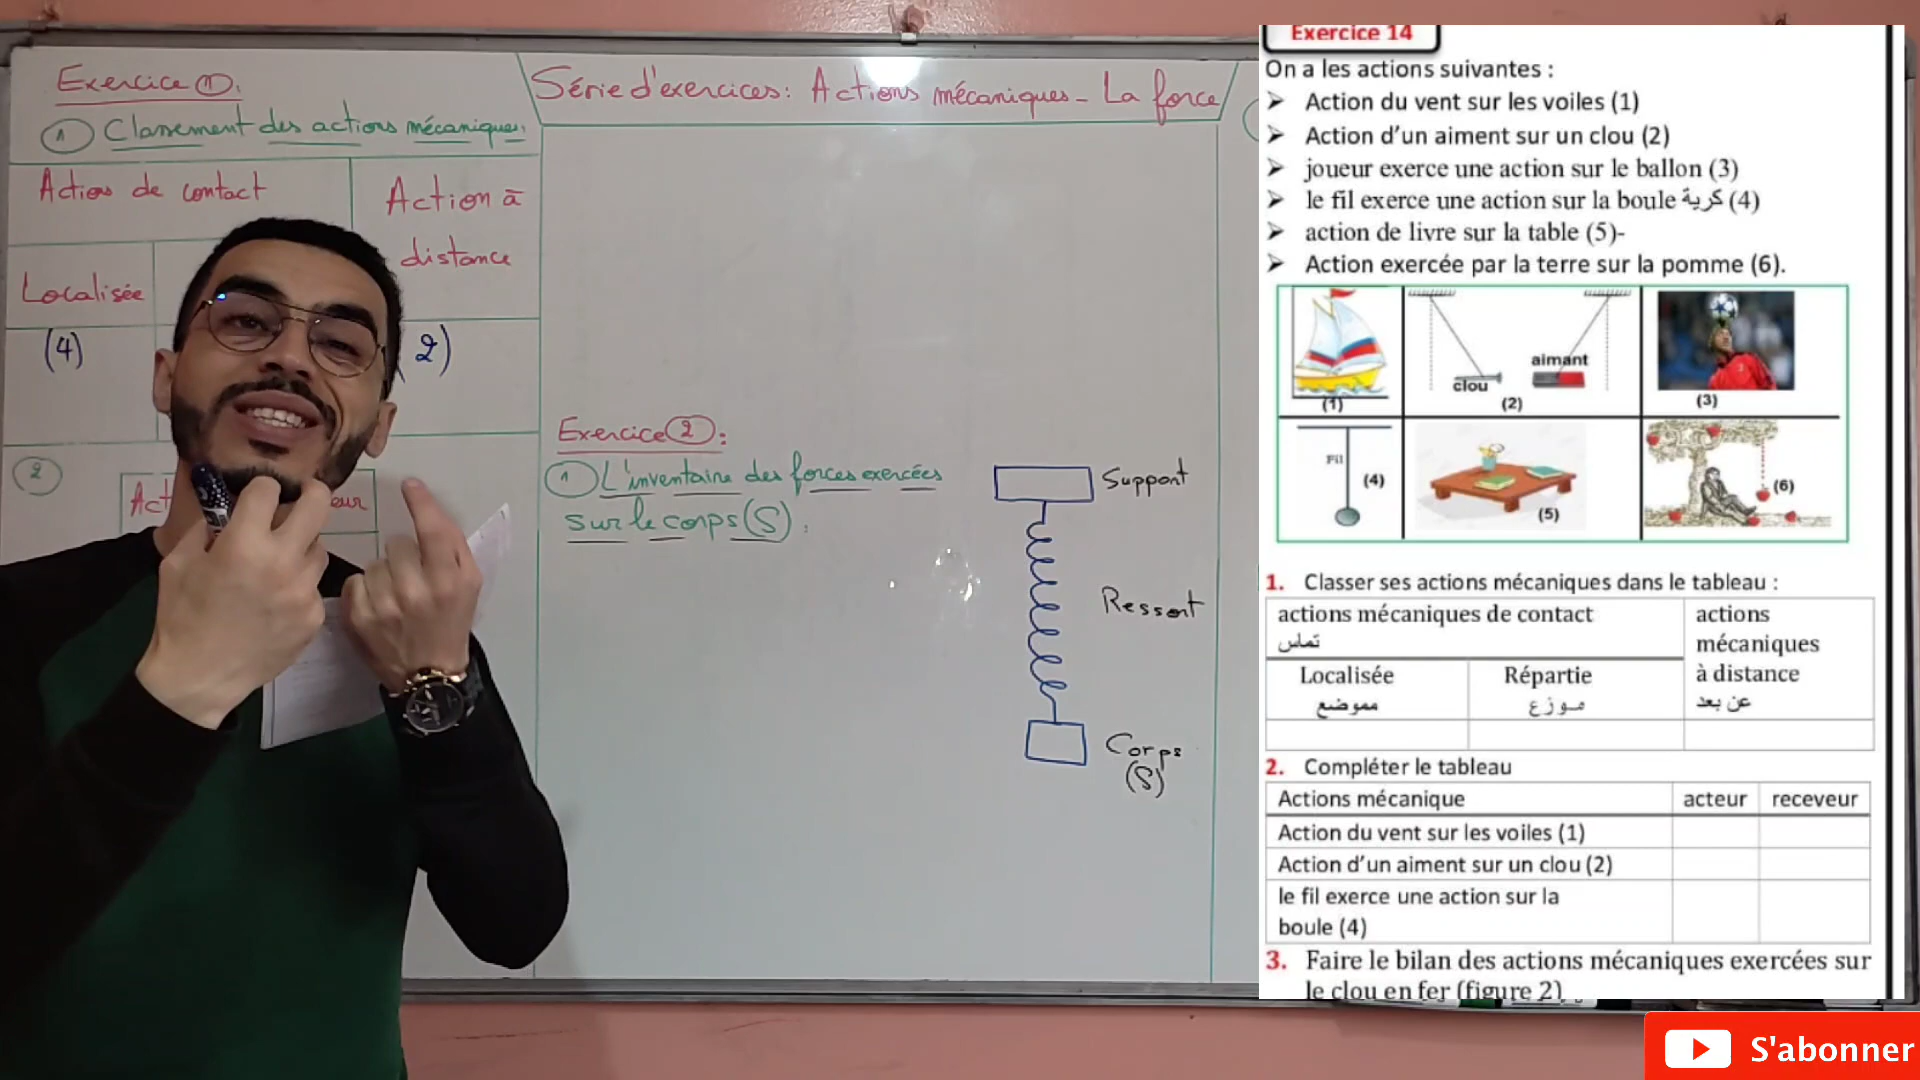 Exercice 1.
1 Classement des actions mécaniques.
Actions de contact
Action à
distance
Localisée
(4)
2)
2
Act
eur
Série d'exercices: Actions mécaniques - La force
Exercice 2:
1 L'inventaire des forces exercées
sur le corps (S).
Support
Ressort
Corps
(S)
Exercice 14
On a les actions suivantes :
➢ Action du vent sur les voiles (1)
➢ Action d'un aiment sur un clou (2)
➢ joueur exerce une action sur le ballon (3)
➢ le fil exerce une action sur la boule كرية (4)
➢ action de livre sur la table (5)-
➢ Action exercée par la terre sur la pomme (6).
(1)
clou
aimant
(2)
(3)
Fil
(4)
(5)
(6)
1. Classer ses actions mécaniques dans le tableau :
actions mécaniques de contact
تماس
actions
mécaniques
à distance
عن بعد
Localisée
مموضع
Répartie
موزع
2. Compléter le tableau
Actions mécanique acteur receveur
Action du vent sur les voiles (1)
Action d'un aiment sur un clou (2)
le fil exerce une action sur la
boule (4)
3. Faire le bilan des actions mécaniques exercées sur
le clou en fer (figure 2)
S'abonner